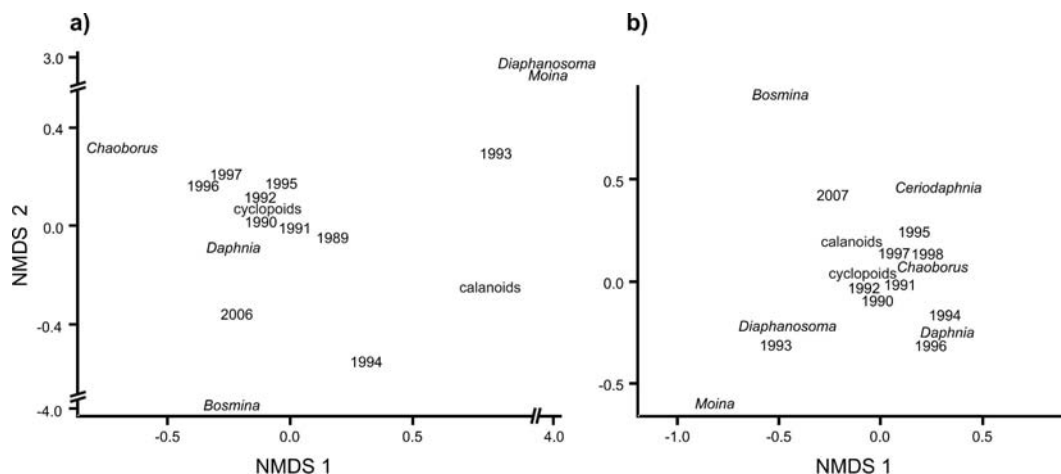 a)
3.0
Diaphanosoma
Moina
0.4
Chaoborus
1993
1997
1996
1995
1992
cyclopoids
0.0
1990
1991
1989
Daphnia
NMDS 2
calanoids
2006
-0.4
1994
-4.0
Bosmina
-0.5
0.0
0.5
4.0
NMDS 1
b)
Bosmina
0.5
2007
Ceriodaphnia
1995
calanoids
1997
1998
cyclopoids
Chaoborus
0.0
1992
1991
1990
1994
Diaphanosoma
Daphnia
1993
1996
-0.5
Moina
-1.0
-0.5
0.0
0.5
NMDS 1